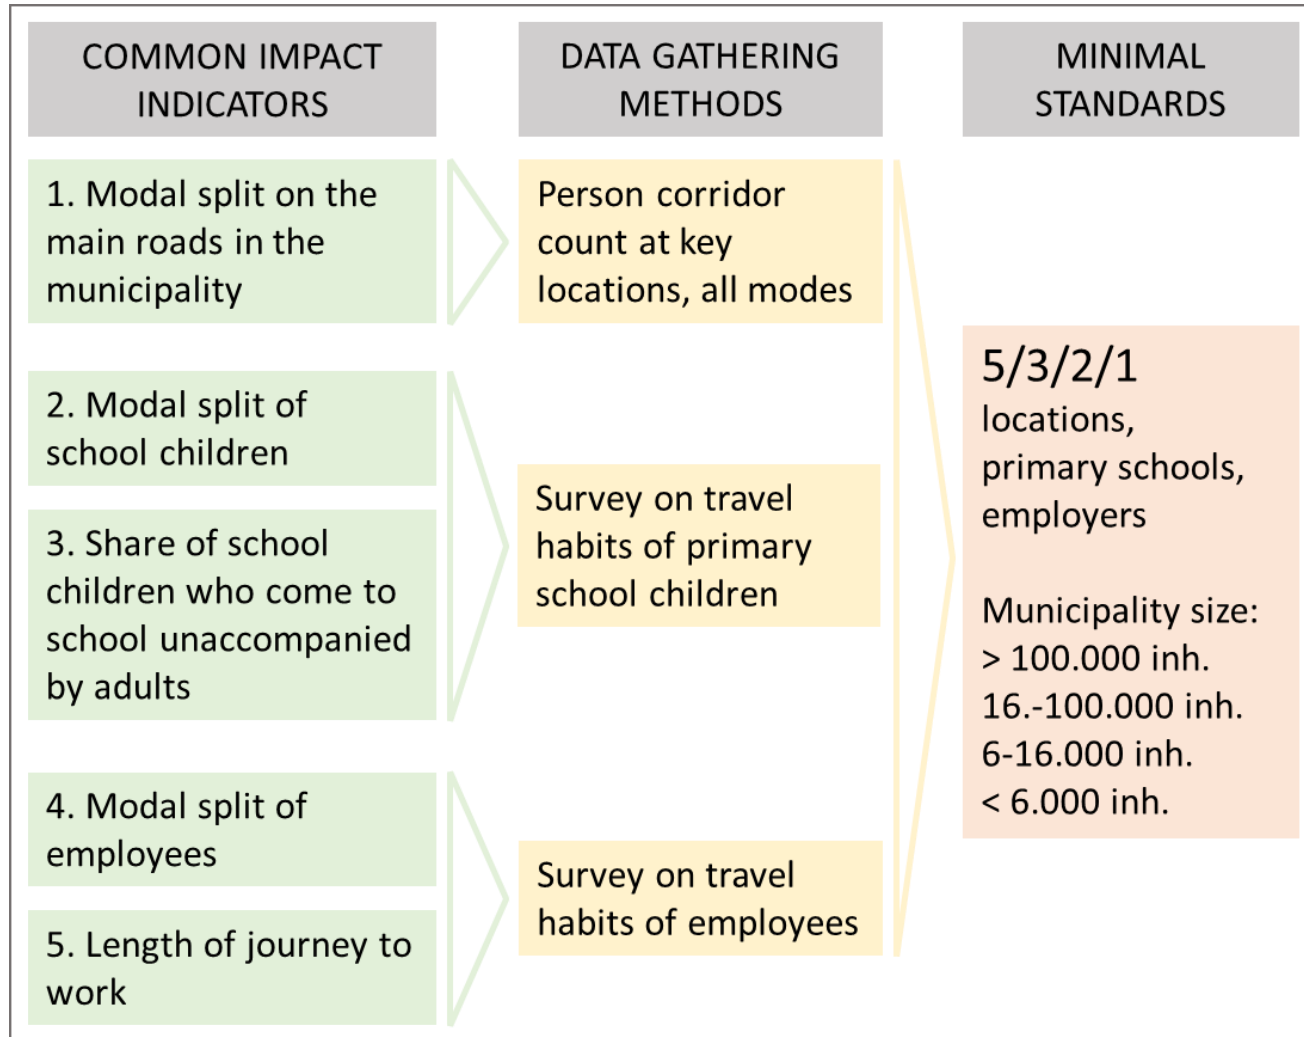 COMMON IMPACT
INDICATORS
1. Modal split on the
main roads in the
municipality
2. Modal split of
school children
3. Share of school
children who come to
school unaccompanied
by adults
4. Modal split of
employees
5. Length of journey to
work
DATA GATHERING
METHODS
Person corridor
count at key
locations, all modes
Survey on travel
habits of primary
school children
Survey on travel
habits of employees
MINIMAL
STANDARDS
5/3/2/1
locations,
primary schools,
employers
Municipality size:
> 100.000 inh.
16.-100.000 inh.
6-16.000 inh.
< 6.000 inh.